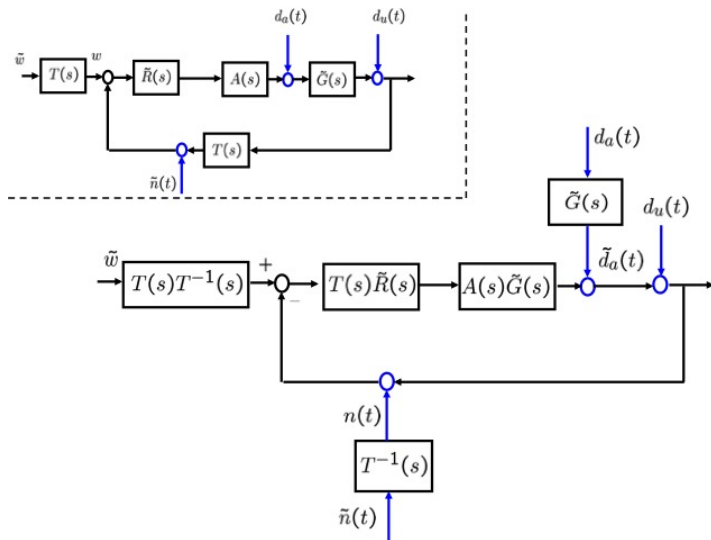 d_a(t) d_u(t)
w̃ T(s) w R̃(s) A(s) G̃(s)
T(s)
ñ(t)
d_a(t)
G̃(s) d_u(t)
w̃ T(s)T⁻¹(s) + − T(s)R̃(s) A(s)G̃(s) d̃_a(t)
n(t)
T⁻¹(s)
ñ(t)